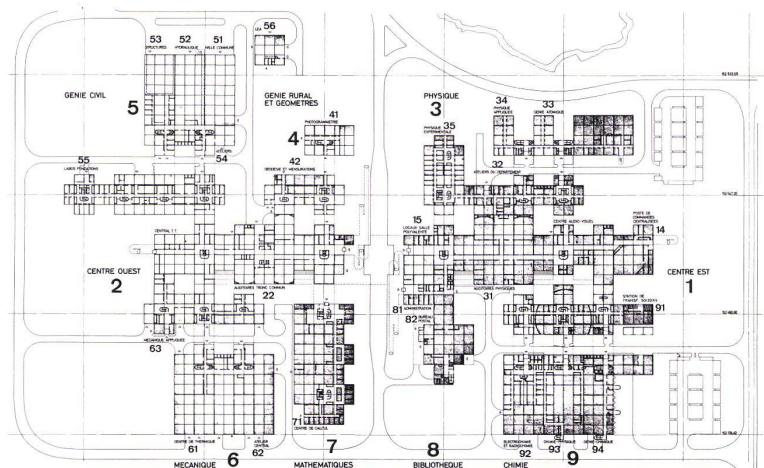 56
LEA
53 52 51
STRUCTURES HYDRAULIQUE HALLE COMMUNE
GENIE CIVIL
5
GENIE RURAL
ET GEOMETRES
41
PHOTOGRAMMETRIE
4
PHYSIQUE
3
34 33
PHYSIQUE
APPLIQUEE
GENIE ATOMIQUE
35
PHYSIQUE
EXPERIMENTALE
ATELIERS
54
55
LABOS FONDATIONS
42
GEODESIE ET MENSURATIONS
32
ATELIERS DU DEPARTEMENT
15
LOCAUX SALLE
POLYVALENTE
CENTRE AUDIO-VISUEL
POSTE DE
COMMANDES
CENTRALISEES
14
CENTRAL T.T.
CENTRE OUEST
2
AUDITOIRES TRONC COMMUN
22
AUDITOIRES PHYSIQUES
31
CENTRE EST
1
81
ADMINISTRATION
82
BUREAU
STATION DE
91
MECANIQUE APPLIQUEE
63
71
CENTRE DE CALCUL
CENTRE DE THERMIQUE
61
ATELIER
CENTRAL
62
6
MECANIQUE
7
MATHEMATIQUES
8
BIBLIOTHEQUE
ELECTROCHIMIE
ET RADIOCHIMIE
92
CHIMIE PHYSIQUE
93
GENIE CHIMIQUE
94
9
CHIMIE